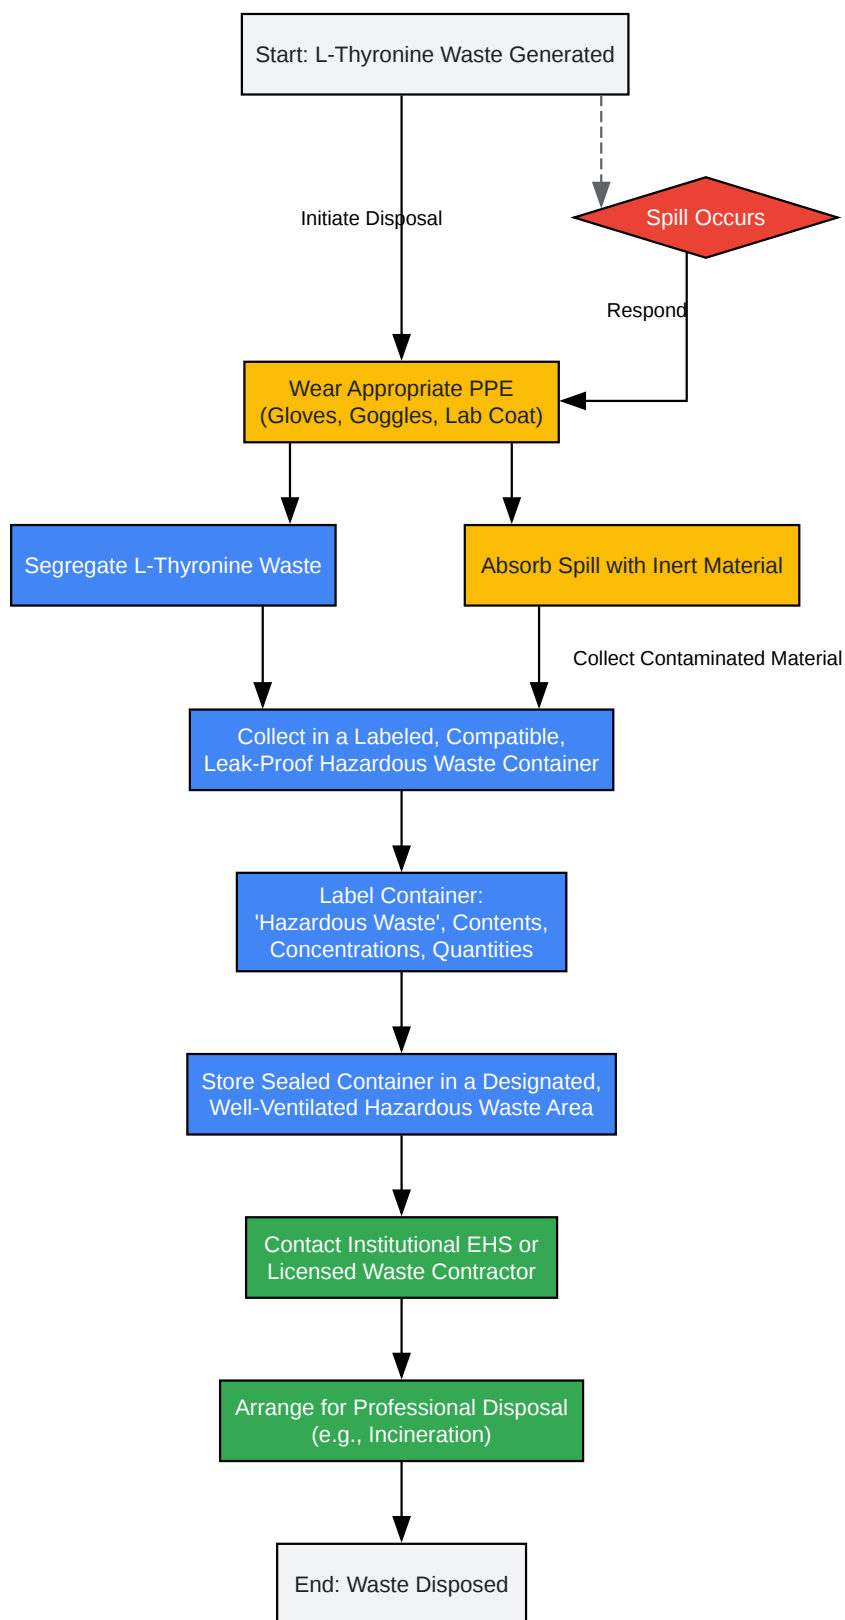 Start: L-Thyronine Waste Generated
Initiate Disposal
Spill Occurs
Respond
Wear Appropriate PPE
(Gloves, Goggles, Lab Coat)
Segregate L-Thyronine Waste
Absorb Spill with Inert Material
Collect Contaminated Material
Collect in a Labeled, Compatible,
Leak-Proof Hazardous Waste Container
Label Container:
'Hazardous Waste', Contents,
Concentrations, Quantities
Store Sealed Container in a Designated,
Well-Ventilated Hazardous Waste Area
Contact Institutional EHS or
Licensed Waste Contractor
Arrange for Professional Disposal
(e.g., Incineration)
End: Waste Disposed